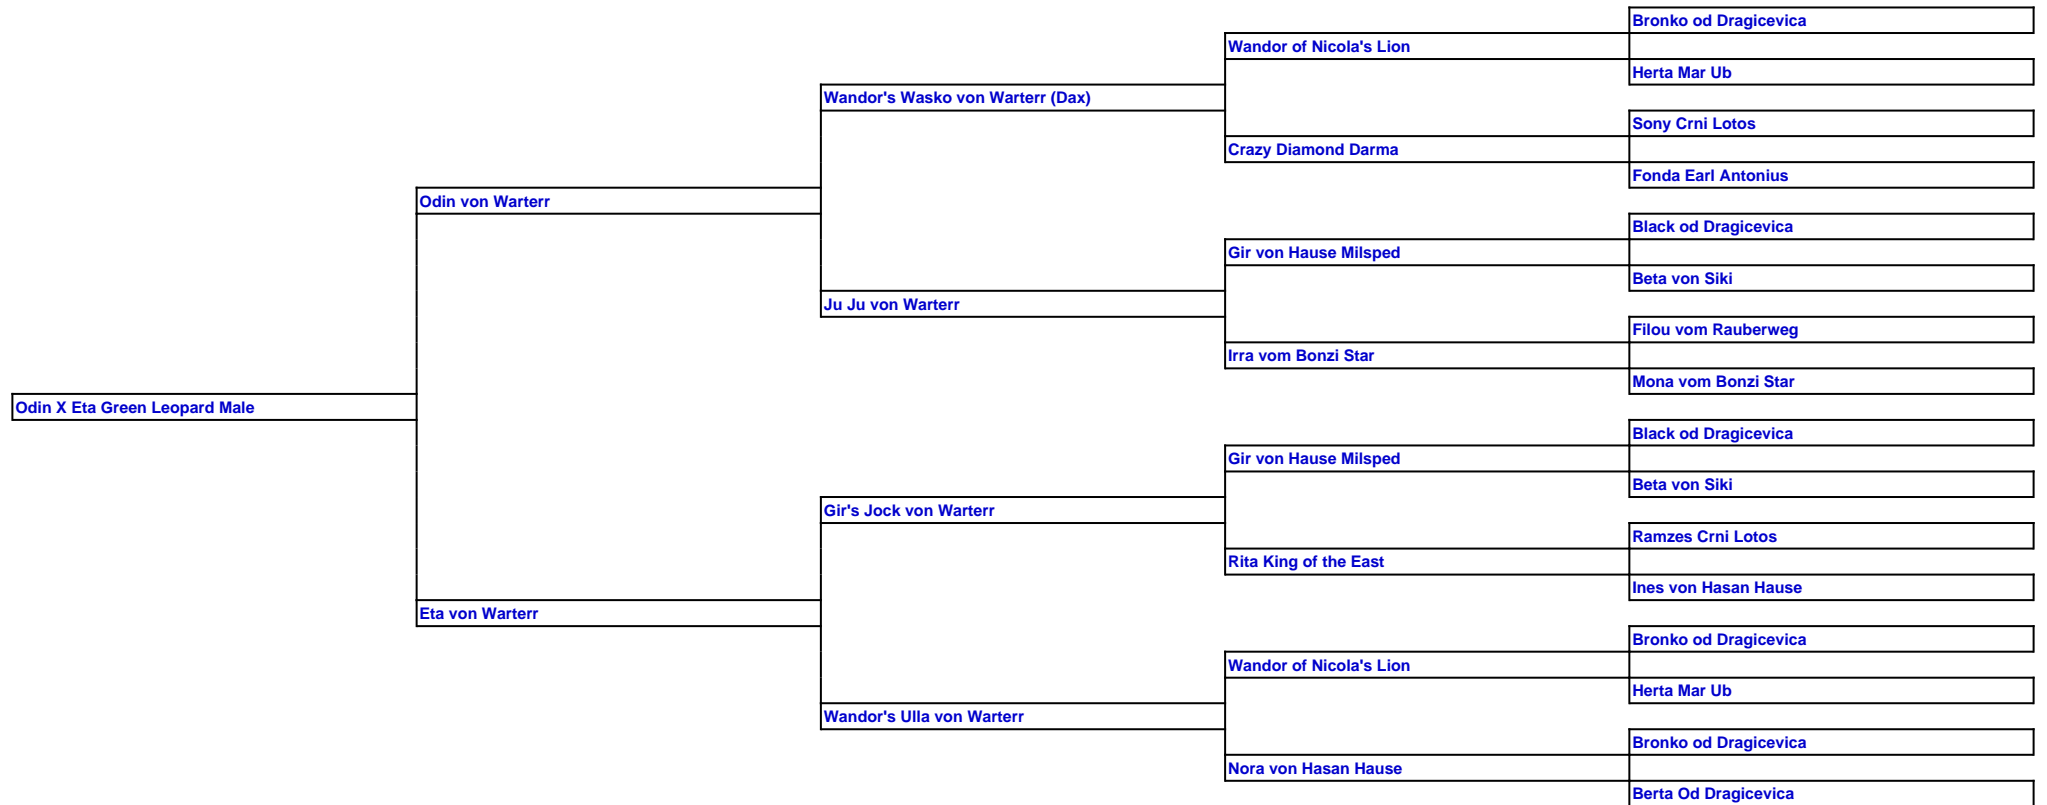 Bronko od Dragicevica
Wandor of Nicola's Lion
Herta Mar Ub
Wandor's Wasko von Warterr (Dax)
Sony Crni Lotos
Crazy Diamond Darma
Fonda Earl Antonius
Odin von Warterr
Black od Dragicevica
Gir von Hause Milsped
Beta von Siki
Ju Ju von Warterr
Filou vom Rauberweg
Irra vom Bonzi Star
Mona vom Bonzi Star
Odin X Eta Green Leopard Male
Black od Dragicevica
Gir von Hause Milsped
Beta von Siki
Gir's Jock von Warterr
Ramzes Crni Lotos
Rita King of the East
Ines von Hasan Hause
Eta von Warterr
Bronko od Dragicevica
Wandor of Nicola's Lion
Herta Mar Ub
Wandor's Ulla von Warterr
Bronko od Dragicevica
Nora von Hasan Hause
Berta Od Dragicevica